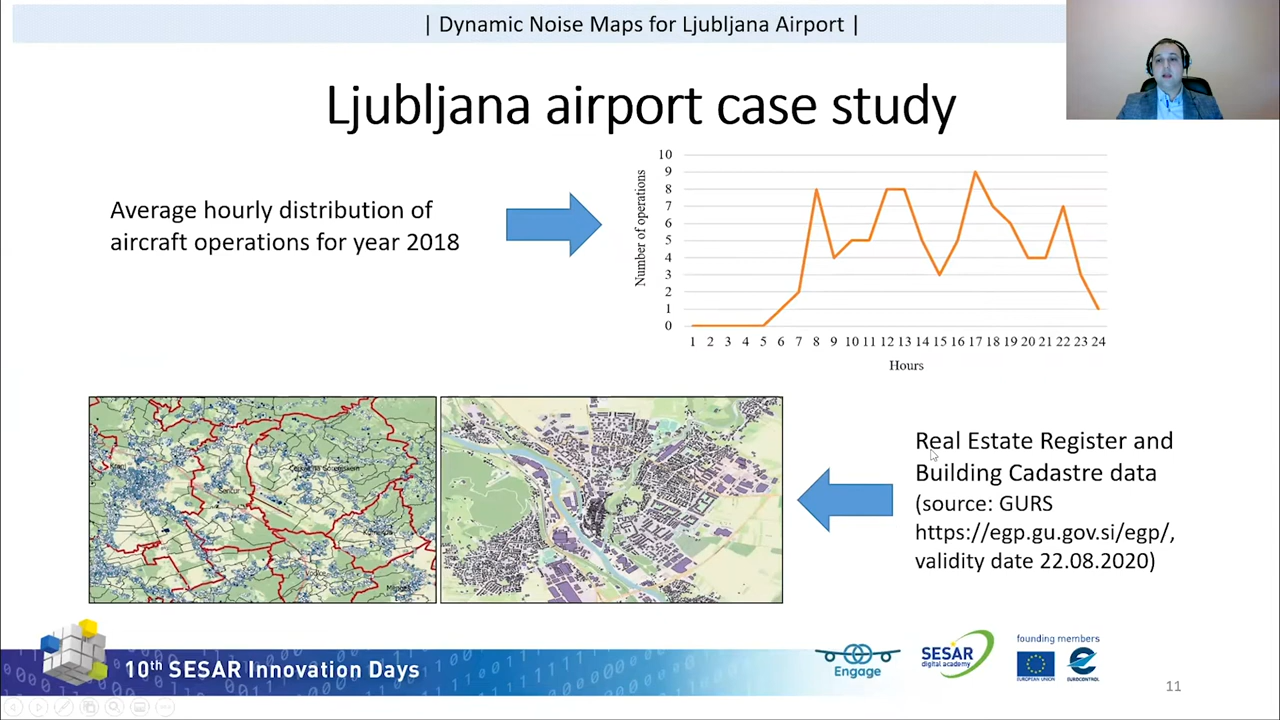 | Dynamic Noise Maps for Ljubljana Airport |
Ljubljana airport case study
Average hourly distribution of
aircraft operations for year 2018
Number of operations
10
9
8
7
6
5
4
3
2
1
0
1 2 3 4 5 6 7 8 9 10 11 12 13 14 15 16 17 18 19 20 21 22 23 24
Hours
Šenčur
Real Estate Register and
Building Cadastre data
(source: GURS
https://egp.gu.gov.si/egp/,
validity date 22.08.2020)
10th SESAR Innovation Days
Engage
SESAR
digital academy
founding members
EUROPEAN UNION
EUROCONTROL
11